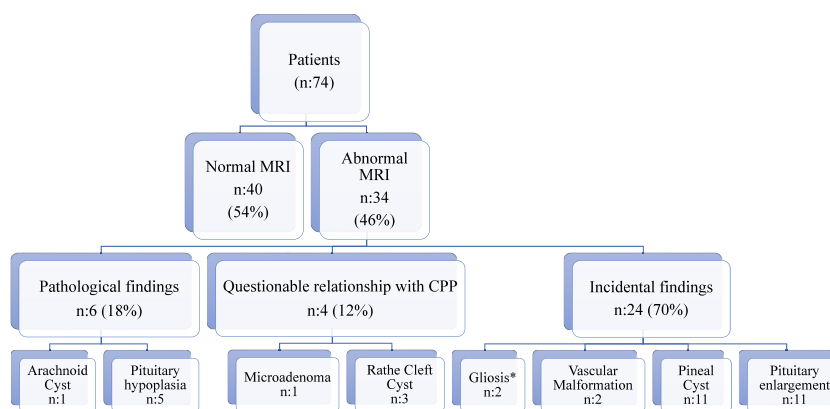 Patients
(n:74)
Normal MRI
n:40
(54%)
Abnormal
MRI
n:34
(46%)
Pathological findings
n:6 (18%)
Questionable relationship with CPP
n:4 (12%)
Incidental findings
n:24 (70%)
Arachnoid
Cyst
n:1
Pituitary
hypoplasia
n:5
Microadenoma
n:1
Rathe Cleft
Cyst
n:3
Gliosis*
n:2
Vascular
Malformation
n:2
Pineal
Cyst
n:11
Pituitary
enlargement
n:11